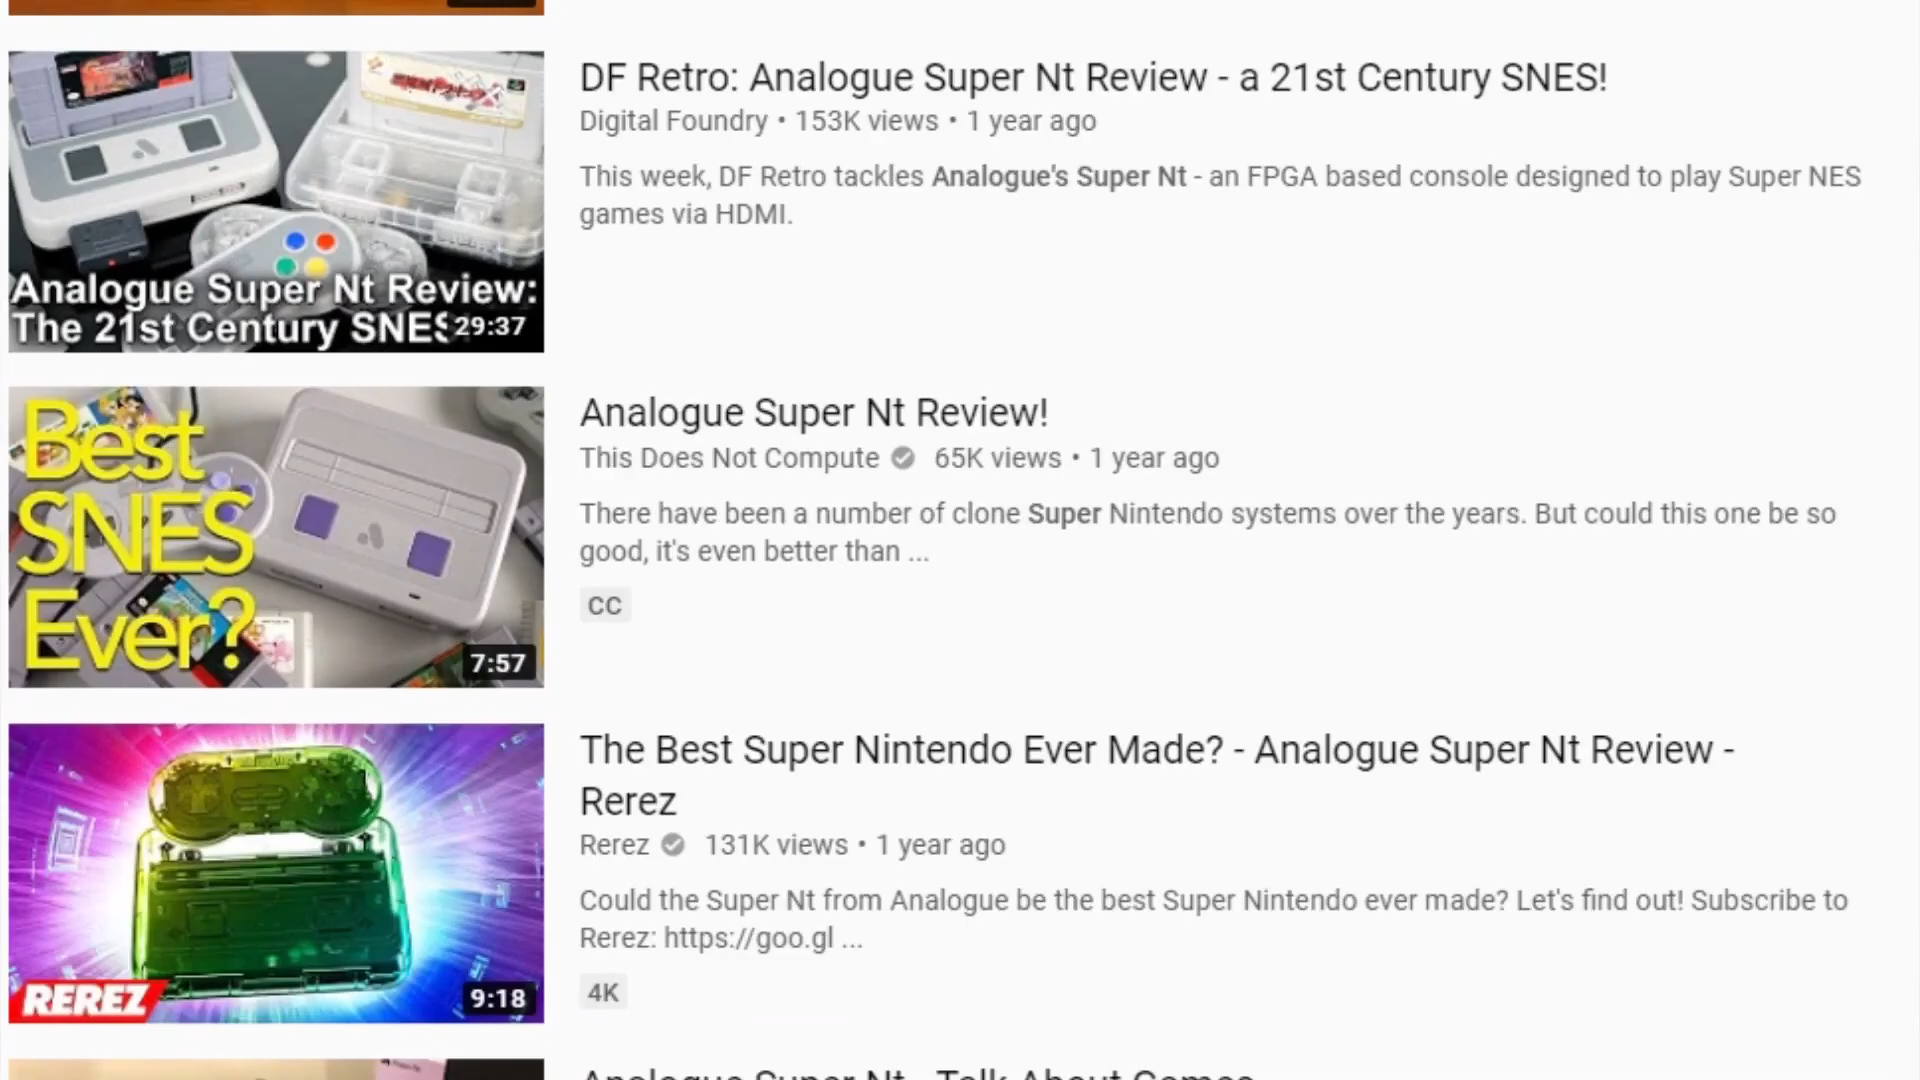 DF Retro: Analogue Super Nt Review - a 21st Century SNES!
Digital Foundry • 153K views • 1 year ago
This week, DF Retro tackles Analogue's Super Nt - an FPGA based console designed to play Super NES
games via HDMI.
Analogue Super Nt Review:
The 21st Century SNES
29:37
Analogue Super Nt Review!
This Does Not Compute 65K views • 1 year ago
There have been a number of clone Super Nintendo systems over the years. But could this one be so
good, it's even better than ...
CC
Best
SNES
Ever?
7:57
The Best Super Nintendo Ever Made? - Analogue Super Nt Review -
Rerez
Rerez 131K views • 1 year ago
Could the Super Nt from Analogue be the best Super Nintendo ever made? Let's find out! Subscribe to
Rerez: https://goo.gl ...
4K
REREZ
9:18
Analogue Super Nt - Talk About Games